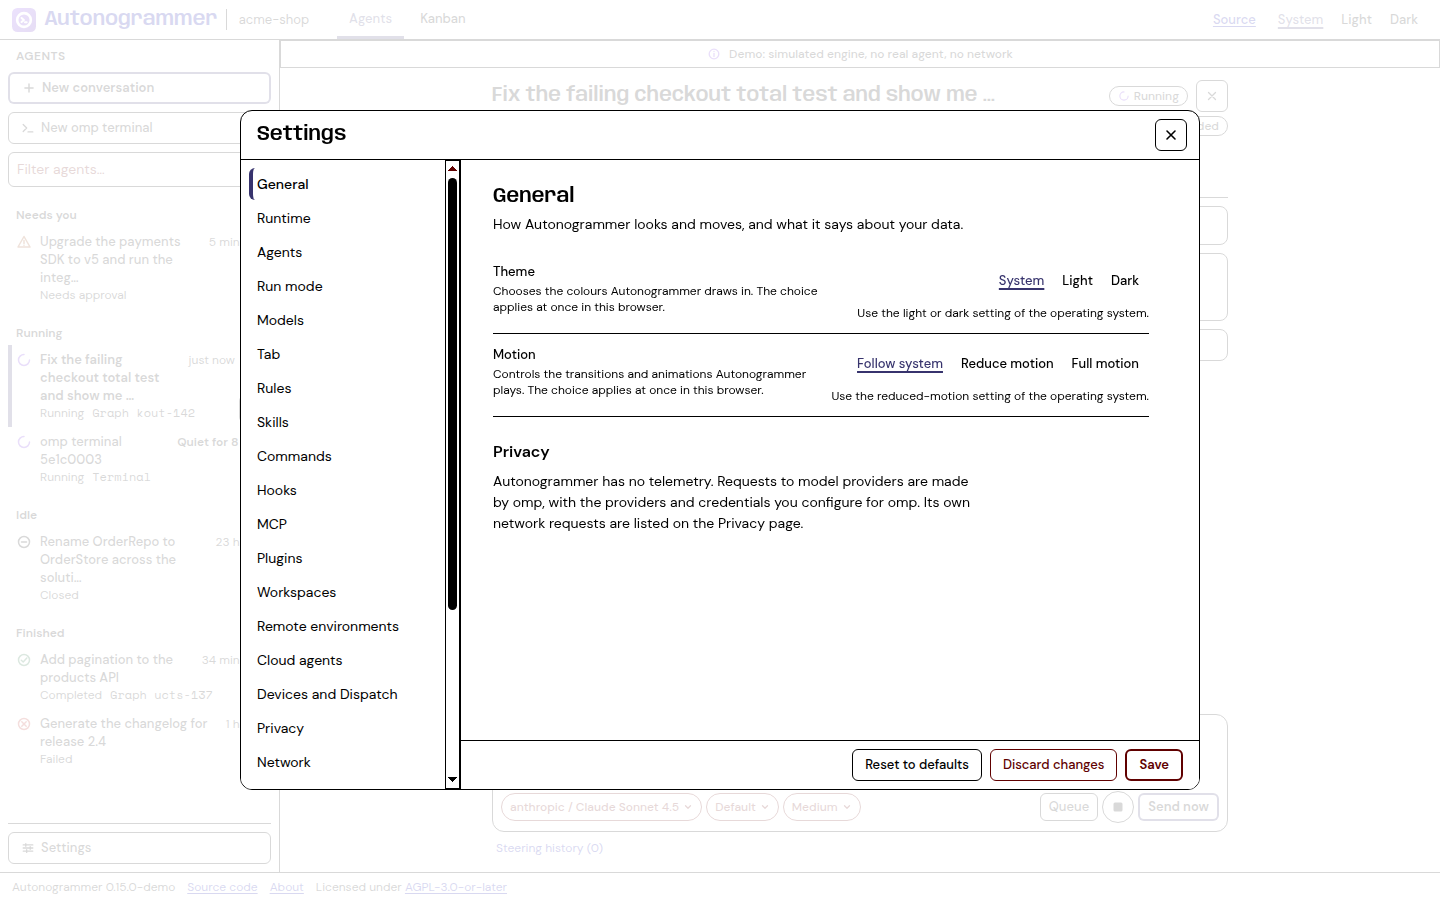 Autonogrammer
acme-shop
Agents
Kanban
Source
System
Light
Dark
AGENTS
Demo: simulated engine, no real agent, no network
New conversation
New omp terminal
Filter agents...
Fix the failing checkout total test and show me ...
Running
Needs you
Upgrade the payments
SDK to v5 and run the
integ...
5 min
Needs approval
Running
Fix the failing
checkout total test
and show me ...
just now
Running Graph kout-142
omp terminal
5e1c0003
Quiet for 8
Running Terminal
Idle
Rename OrderRepo to
OrderStore across the
soluti...
23 h
Closed
Finished
Add pagination to the
products API
34 min
Completed Graph ucts-137
Generate the changelog for
release 2.4
1 h
Failed
Settings
Settings
General
Runtime
Agents
Run mode
Models
Tab
Rules
Skills
Commands
Hooks
MCP
Plugins
Workspaces
Remote environments
Cloud agents
Devices and Dispatch
Privacy
Network
General
How Autonogrammer looks and moves, and what it says about your data.
Theme
Chooses the colours Autonogrammer draws in. The choice
applies at once in this browser.
System
Light
Dark
Use the light or dark setting of the operating system.
Motion
Controls the transitions and animations Autonogrammer
plays. The choice applies at once in this browser.
Follow system
Reduce motion
Full motion
Use the reduced-motion setting of the operating system.
Privacy
Autonogrammer has no telemetry. Requests to model providers are made
by omp, with the providers and credentials you configure for omp. Its own
network requests are listed on the Privacy page.
Reset to defaults
Discard changes
Save
anthropic / Claude Sonnet 4.5
Default
Medium
Queue
Send now
Steering history (0)
Autonogrammer 0.15.0-demo
Source code
About
Licensed under AGPL-3.0-or-later